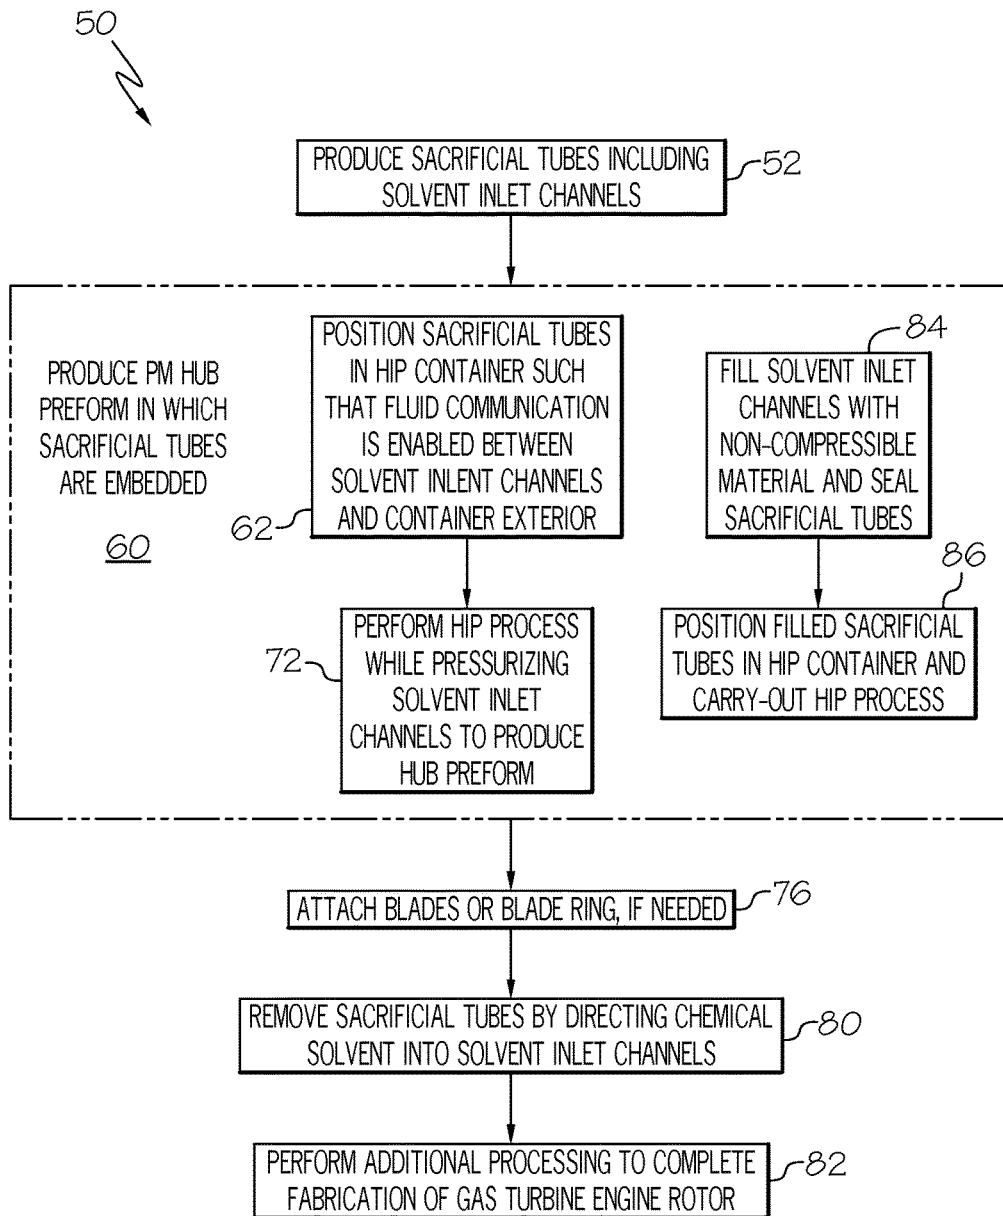 50
PRODUCE SACRIFICIAL TUBES INCLUDING
SOLVENT INLET CHANNELS
52
PRODUCE PM HUB
PREFORM IN WHICH
SACRIFICIAL TUBES
ARE EMBEDDED
60
POSITION SACRIFICIAL TUBES
IN HIP CONTAINER SUCH
THAT FLUID COMMUNICATION
IS ENABLED BETWEEN
SOLVENT INLENT CHANNELS
AND CONTAINER EXTERIOR
62
84
FILL SOLVENT INLET
CHANNELS WITH
NON-COMPRESSIBLE
MATERIAL AND SEAL
SACRIFICIAL TUBES
72
PERFORM HIP PROCESS
WHILE PRESSURIZING
SOLVENT INLET
CHANNELS TO PRODUCE
HUB PREFORM
86
POSITION FILLED SACRIFICIAL
TUBES IN HIP CONTAINER AND
CARRY-OUT HIP PROCESS
ATTACH BLADES OR BLADE RING, IF NEEDED
76
REMOVE SACRIFICIAL TUBES BY DIRECTING CHEMICAL
SOLVENT INTO SOLVENT INLET CHANNELS
80
PERFORM ADDITIONAL PROCESSING TO COMPLETE
FABRICATION OF GAS TURBINE ENGINE ROTOR
82